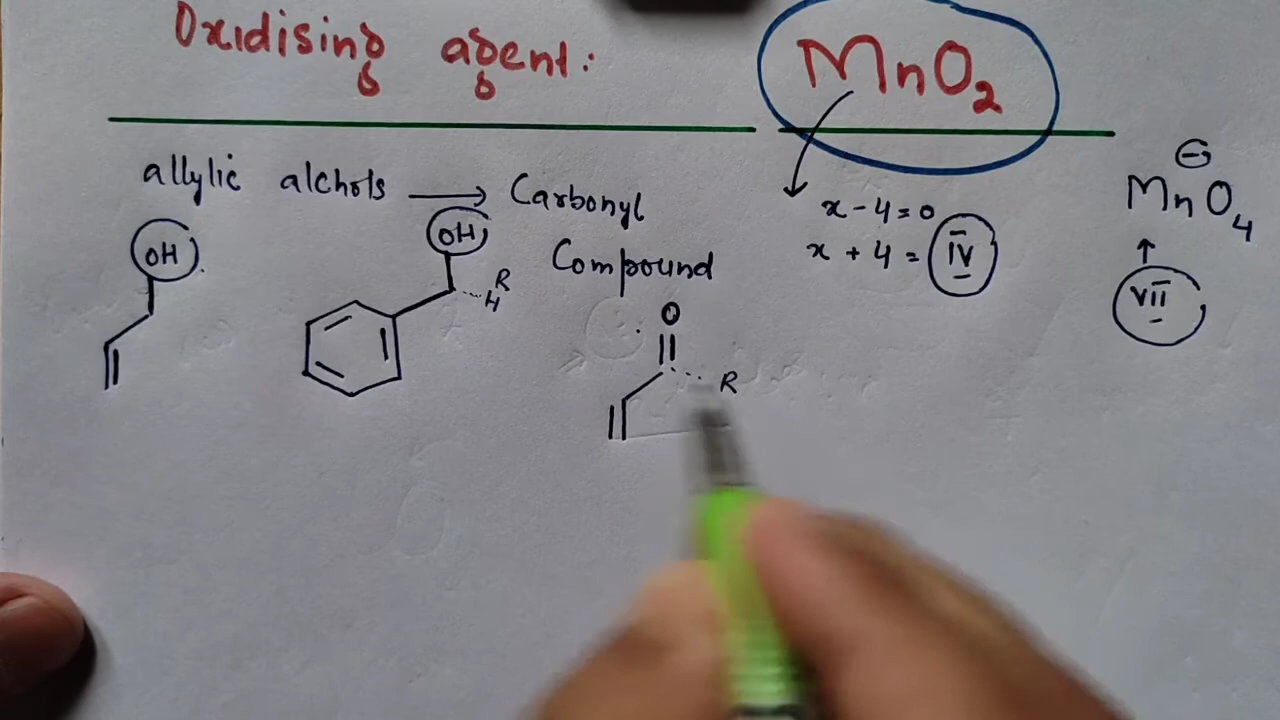 Oxidising agent: MnO2
allylic alchols → Carbonyl
Compound
x - 4 = 0
x + 4 = IV
⊖
MnO4
VII
OH
OH
R
H
O
R